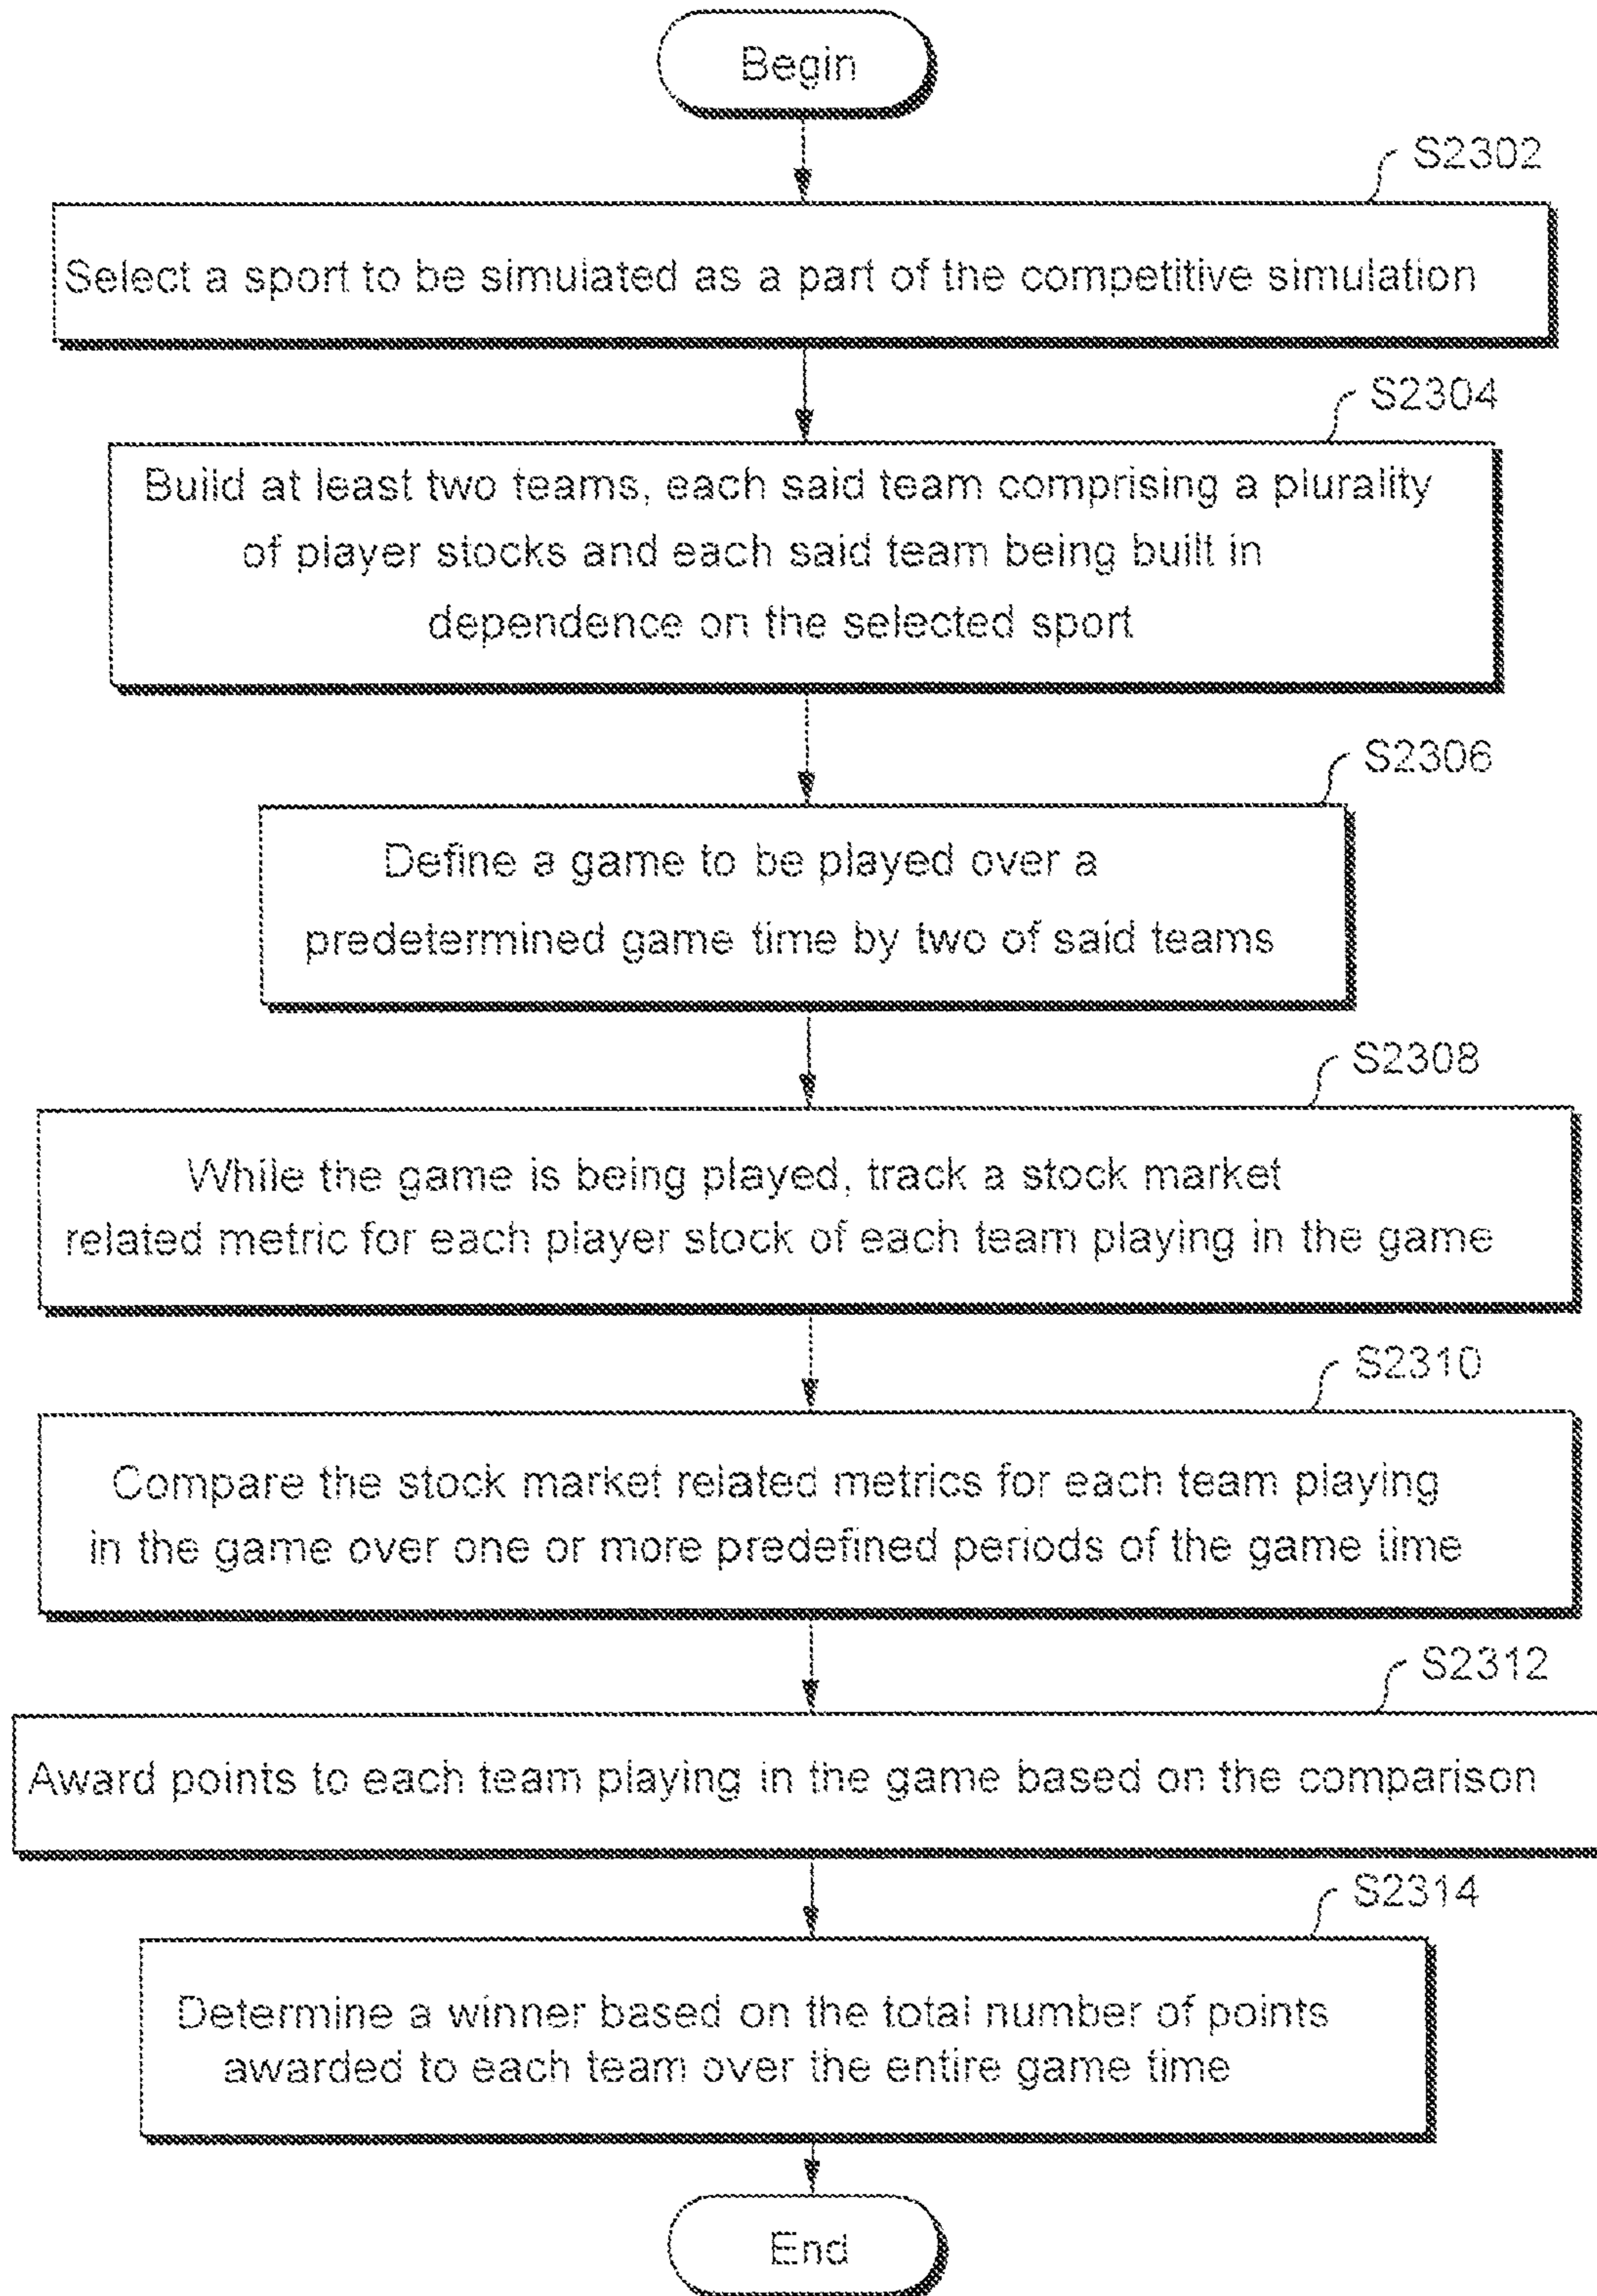 Begin
S2302
Select a sport to be simulated as a part of the competitive simulation
S2304
Build at least two teams, each said team comprising a plurality
of player stocks and each said team being built in
dependence on the selected sport
S2306
Define a game to be played over a
predetermined game time by two of said teams
S2308
While the game is being played, track a stock market
related metric for each player stock of each team playing in the game
S2310
Compare the stock market related metrics for each team playing
in the game over one or more predefined periods of the game time
S2312
Award points to each team playing in the game based on the comparison
S2314
Determine a winner based on the total number of points
awarded to each team over the entire game time
End